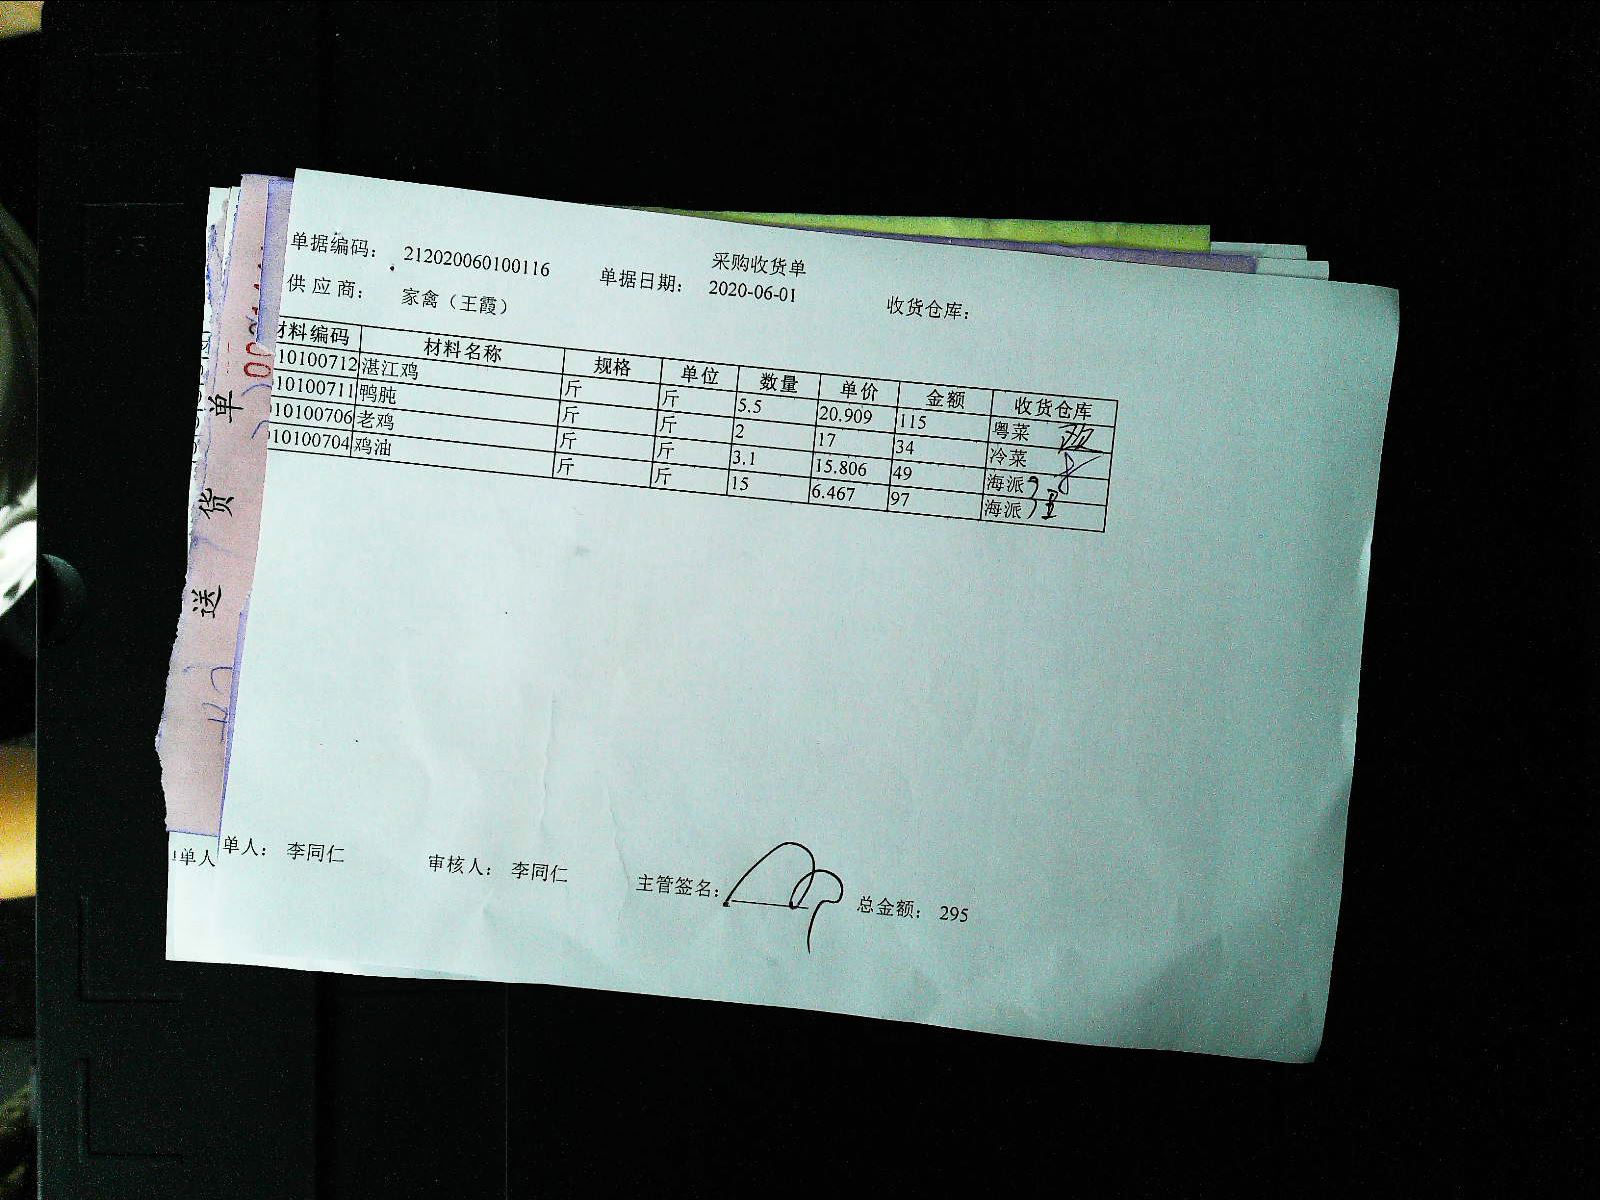 采购收货单
单据编码： 212020060100116 单据日期： 2020-06-01 收货仓库：
供 应 商： 家禽（王霞）
材料编码 材料名称 规格 单位 数量 单价 金额 收货仓库
10100712 湛江鸡 斤 斤 5.5 20.909 115 粤菜
10100711 鸭肫 斤 斤 2 17 34 冷菜
010100706 老鸡 斤 斤 3.1 15.806 49 海派
010100704 鸡油 斤 斤 15 6.467 97 海派
单人： 李同仁 审核人： 李同仁 主管签名： 总金额： 295
送 货 单
单人